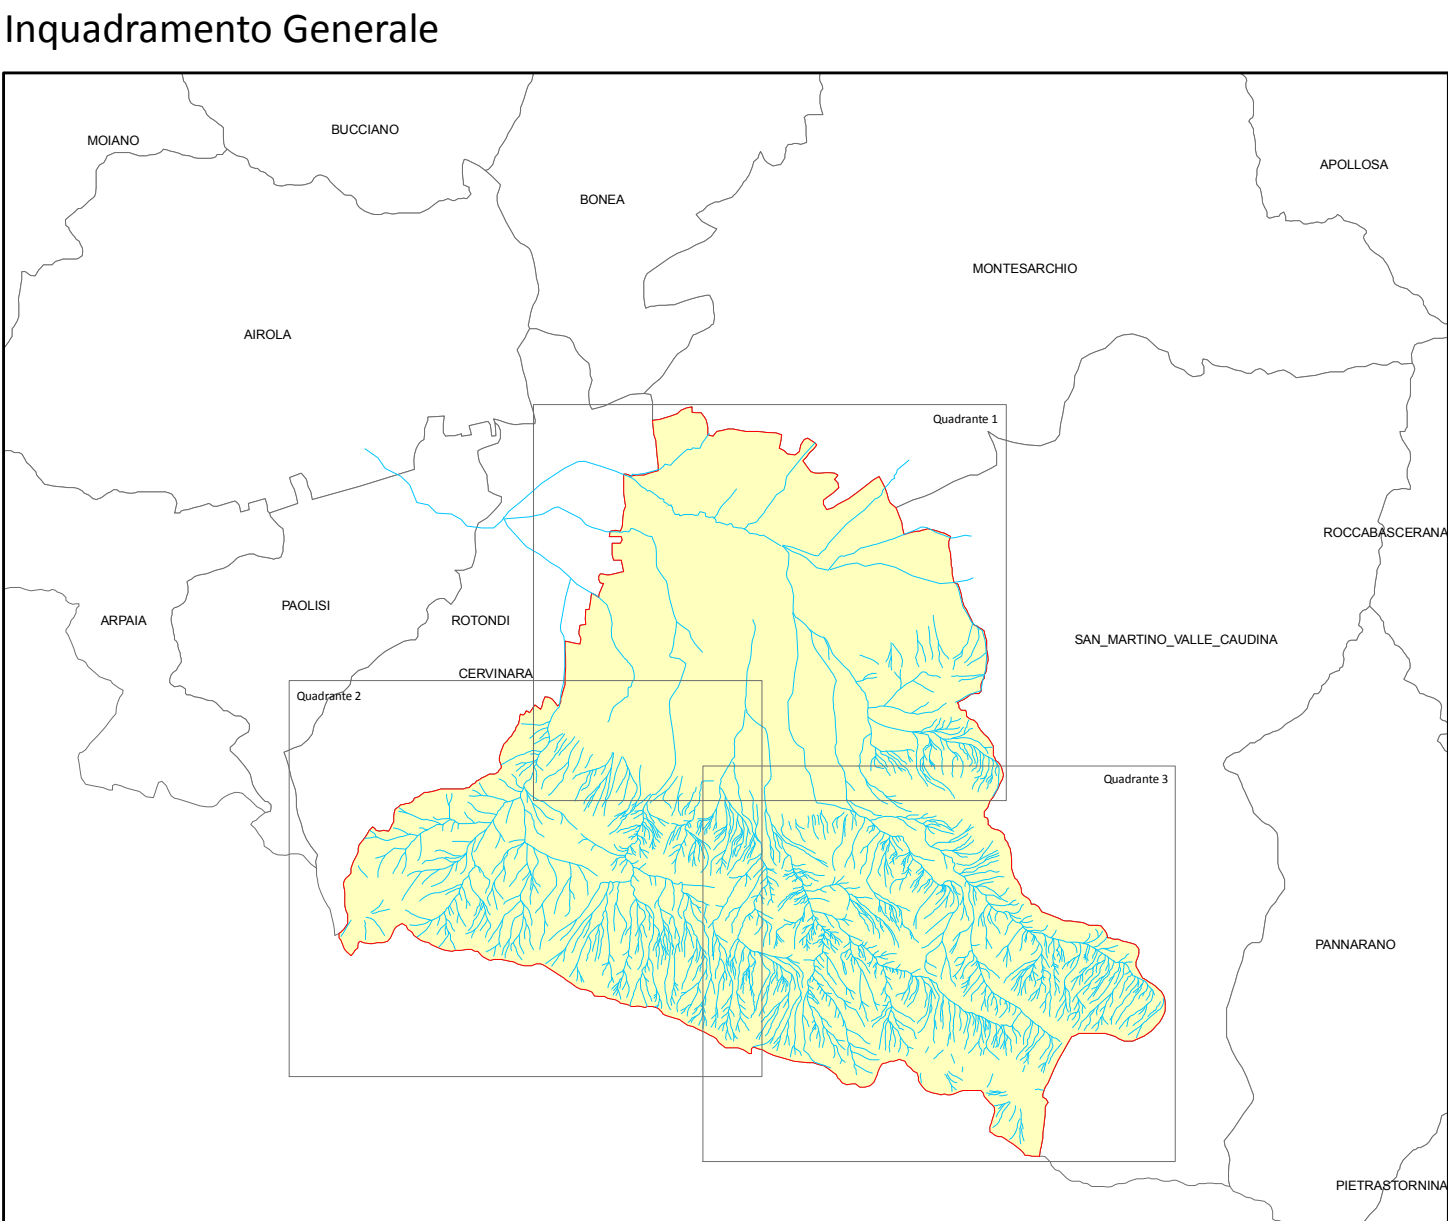 Inquadramento Generale
BUCCIANO
MOIANO
APOLLOSA
BONEA
MONTESARCHIO
AIROLA
Quadrante 1
ROCCABASCERANA
PAOLISI
ARPAIA
ROTONDI
SAN_MARTINO_VALLE_CAUDINA
CERVINARA
Quadrante 2
Quadrante 3
PANNARANO
PIETRASTORNINA